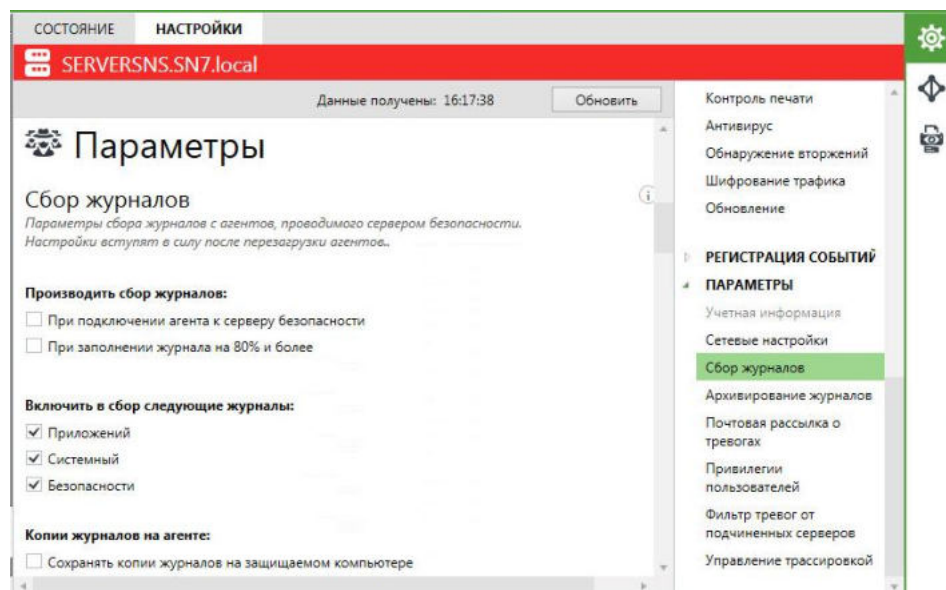 СОСТОЯНИЕ НАСТРОЙКИ
SERVERSNS.SN7.local
Данные получены: 16:17:38 Обновить
Параметры
Сбор журналов
Параметры сбора журналов с агентов, проводимого сервером безопасности.
Настройки вступят в силу после перезагрузки агентов..
Производить сбор журналов:
При подключении агента к серверу безопасности
При заполнении журнала на 80% и более
Включить в сбор следующие журналы:
Приложений
Системный
Безопасности
Копии журналов на агенте:
Сохранять копии журналов на защищаемом компьютере
Контроль печати
Антивирус
Обнаружение вторжений
Шифрование трафика
Обновление
РЕГИСТРАЦИЯ СОБЫТИЙ
ПАРАМЕТРЫ
Учетная информация
Сетевые настройки
Сбор журналов
Архивирование журналов
Почтовая рассылка о
тревогах
Привилегии
пользователей
Фильтр тревог от
подчиненных серверов
Управление трассировкой